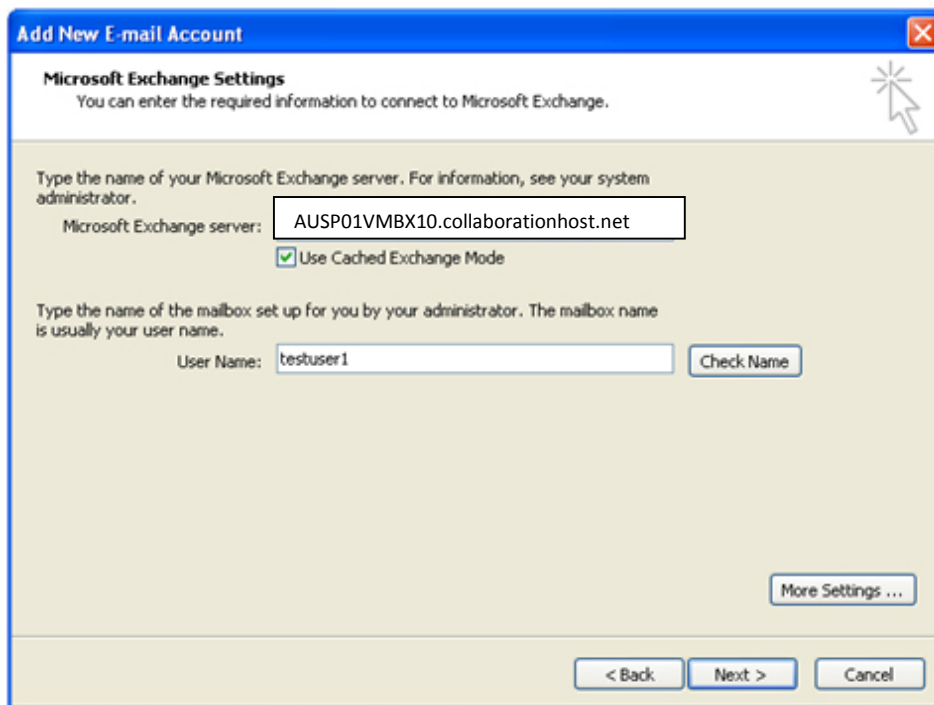 Add New E-mail Account
Microsoft Exchange Settings
You can enter the required information to connect to Microsoft Exchange.
Type the name of your Microsoft Exchange server. For information, see your system
administrator.
Microsoft Exchange server: AUSP01VMBX10.collaborationhost.net
Use Cached Exchange Mode
Type the name of the mailbox set up for you by your administrator. The mailbox name
is usually your user name.
User Name: testuser1 Check Name
More Settings ...
< Back Next > Cancel